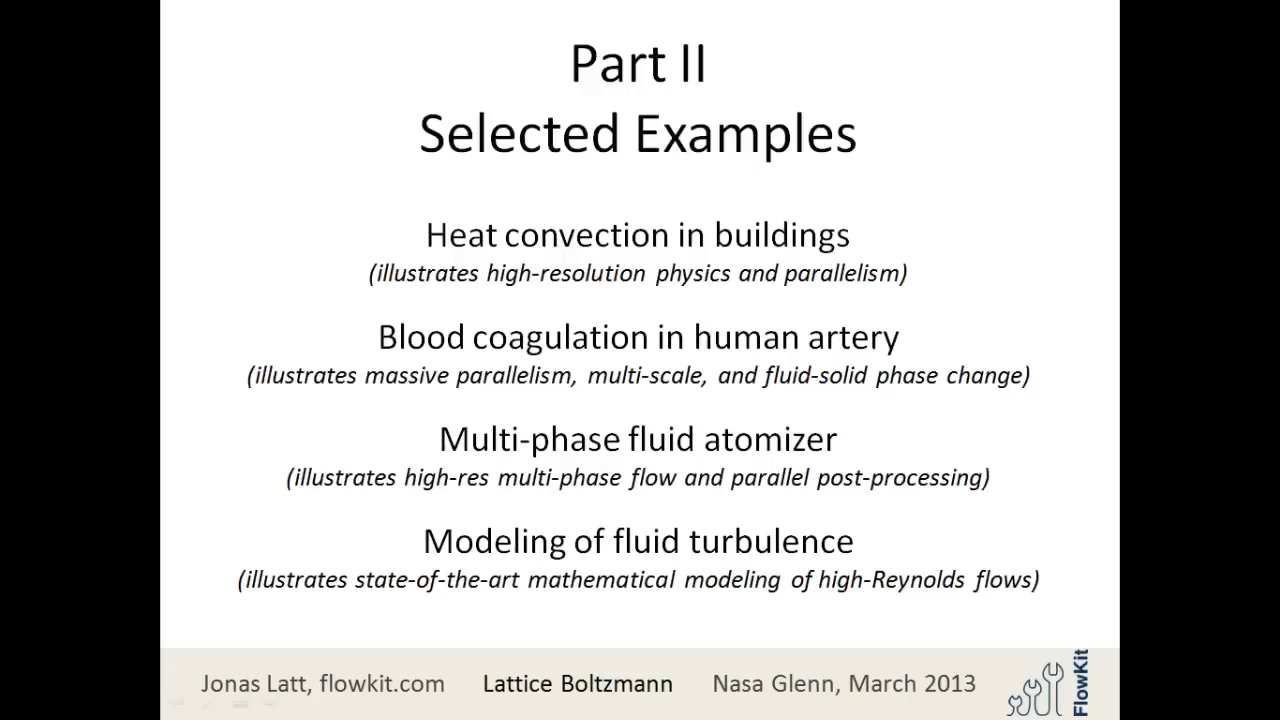 Part II
Selected Examples
Heat convection in buildings
(illustrates high-resolution physics and parallelism)
Blood coagulation in human artery
(illustrates massive parallelism, multi-scale, and fluid-solid phase change)
Multi-phase fluid atomizer
(illustrates high-res multi-phase flow and parallel post-processing)
Modeling of fluid turbulence
(illustrates state-of-the-art mathematical modeling of high-Reynolds flows)
Jonas Latt, flowkit.com Lattice Boltzmann Nasa Glenn, March 2013
FlowKit